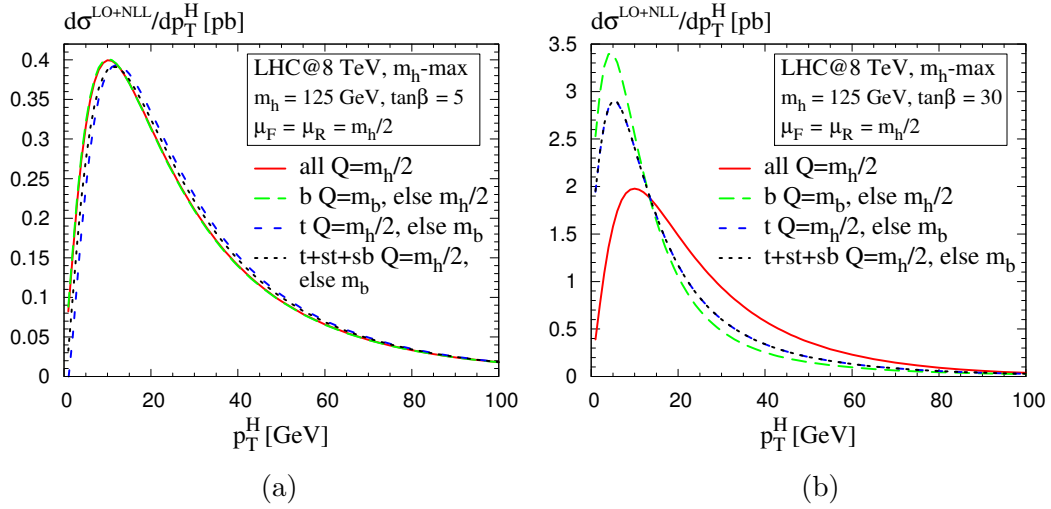 dσ^LO+NLL/dp_T^H [pb]
0.4
0.35
0.3
0.25
0.2
0.15
0.1
0.05
0
LHC@8 TeV, m_h-max
m_h = 125 GeV, tanβ = 5
μ_F = μ_R = m_h/2
all Q=m_h/2
b Q=m_b, else m_h/2
t Q=m_h/2, else m_b
t+st+sb Q=m_h/2,
else m_b
0 20 40 60 80 100
p_T^H [GeV]
(a)
dσ^LO+NLL/dp_T^H [pb]
3.5
3
2.5
2
1.5
1
0.5
0
LHC@8 TeV, m_h-max
m_h = 125 GeV, tanβ = 30
μ_F = μ_R = m_h/2
all Q=m_h/2
b Q=m_b, else m_h/2
t Q=m_h/2, else m_b
t+st+sb Q=m_h/2, else m_b
0 20 40 60 80 100
p_T^H [GeV]
(b)